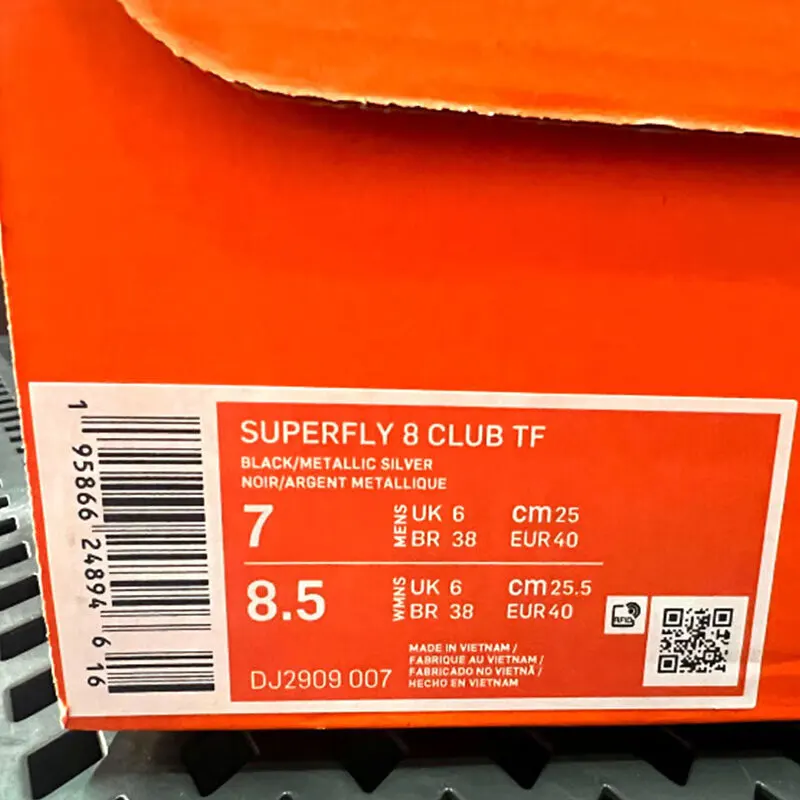 SUPERFLY 8 CLUB TF
BLACK/METALLIC SILVER
NOIR/ARGENT METALLIQUE
7
MENS
UK 6 cm 25
BR 38 EUR 40
8.5
WMNS
UK 6 cm 25.5
BR 38 EUR 40
RFID
DJ2909 007
MADE IN VIETNAM /
FABRIQUE AU VIETNAM /
FABRICADO NO VIETNÃ /
HECHO EN VIETNAM
1 95866 24894 6 16